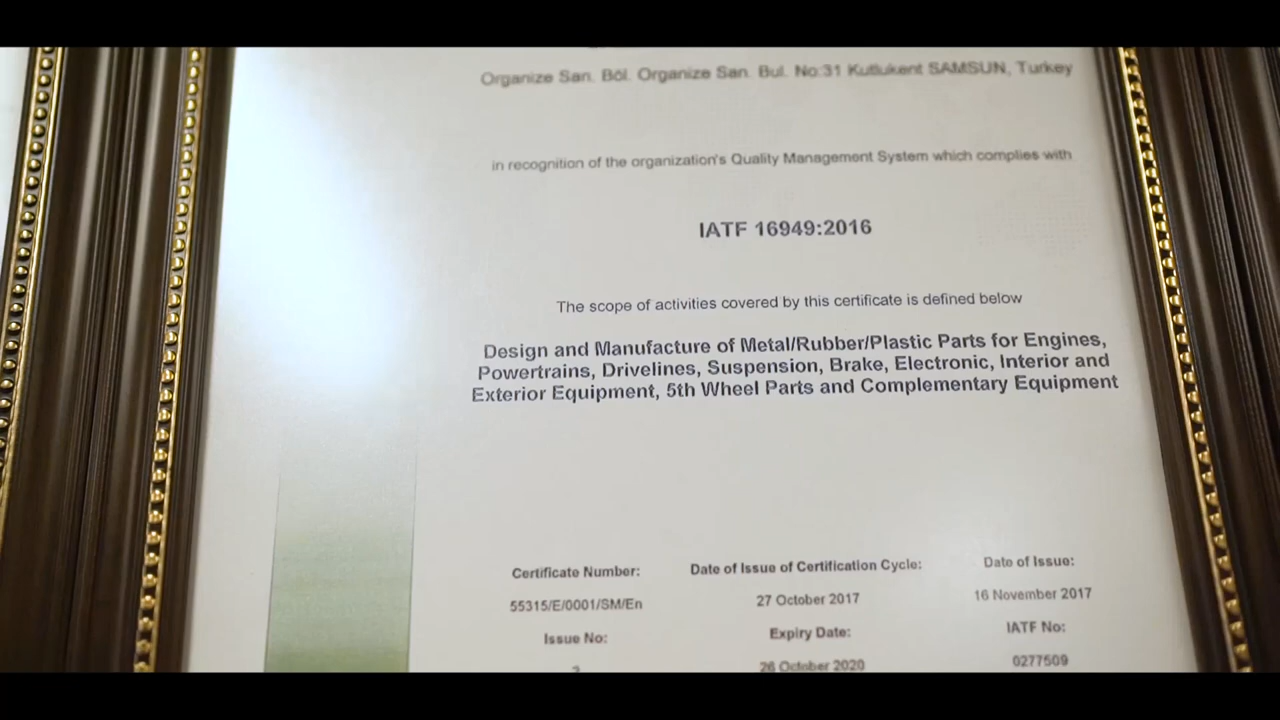 Organize San. Böl. Organize San. Bul. No:31 Kutlukent SAMSUN, Turkey
in recognition of the organization's Quality Management System which complies with
IATF 16949:2016
The scope of activities covered by this certificate is defined below
Design and Manufacture of Metal/Rubber/Plastic Parts for Engines,
Powertrains, Drivelines, Suspension, Brake, Electronic, Interior and
Exterior Equipment, 5th Wheel Parts and Complementary Equipment
Certificate Number: Date of Issue of Certification Cycle: Date of Issue:
55315/E/0001/SM/En 27 October 2017 16 November 2017
Issue No: Expiry Date: IATF No:
26 October 2020 0277509